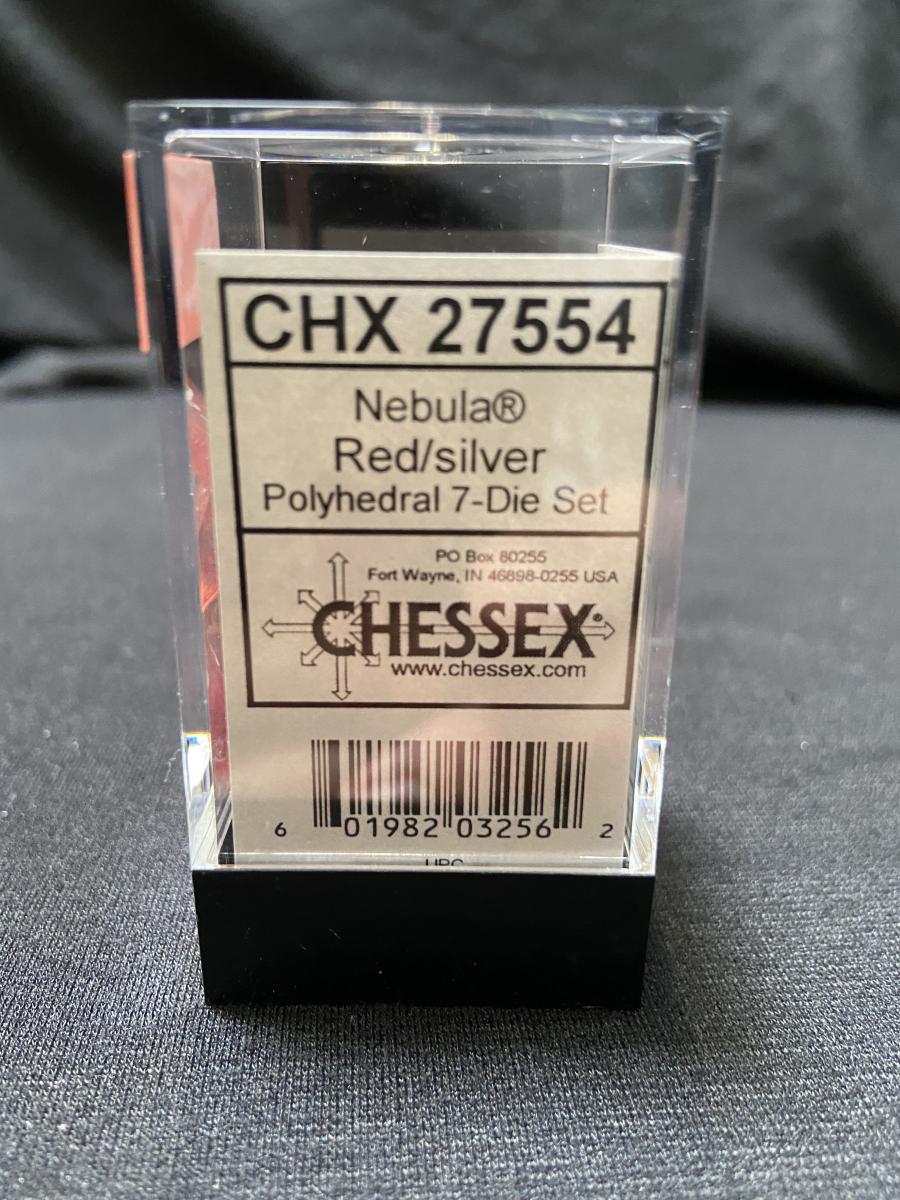 CHX 27554
Nebula®
Red/silver
Polyhedral 7-Die Set
PO Box 80255
Fort Wayne, IN 46898-0255 USA
CHESSEX®
www.chessex.com
6 01982 03256 2
UPC